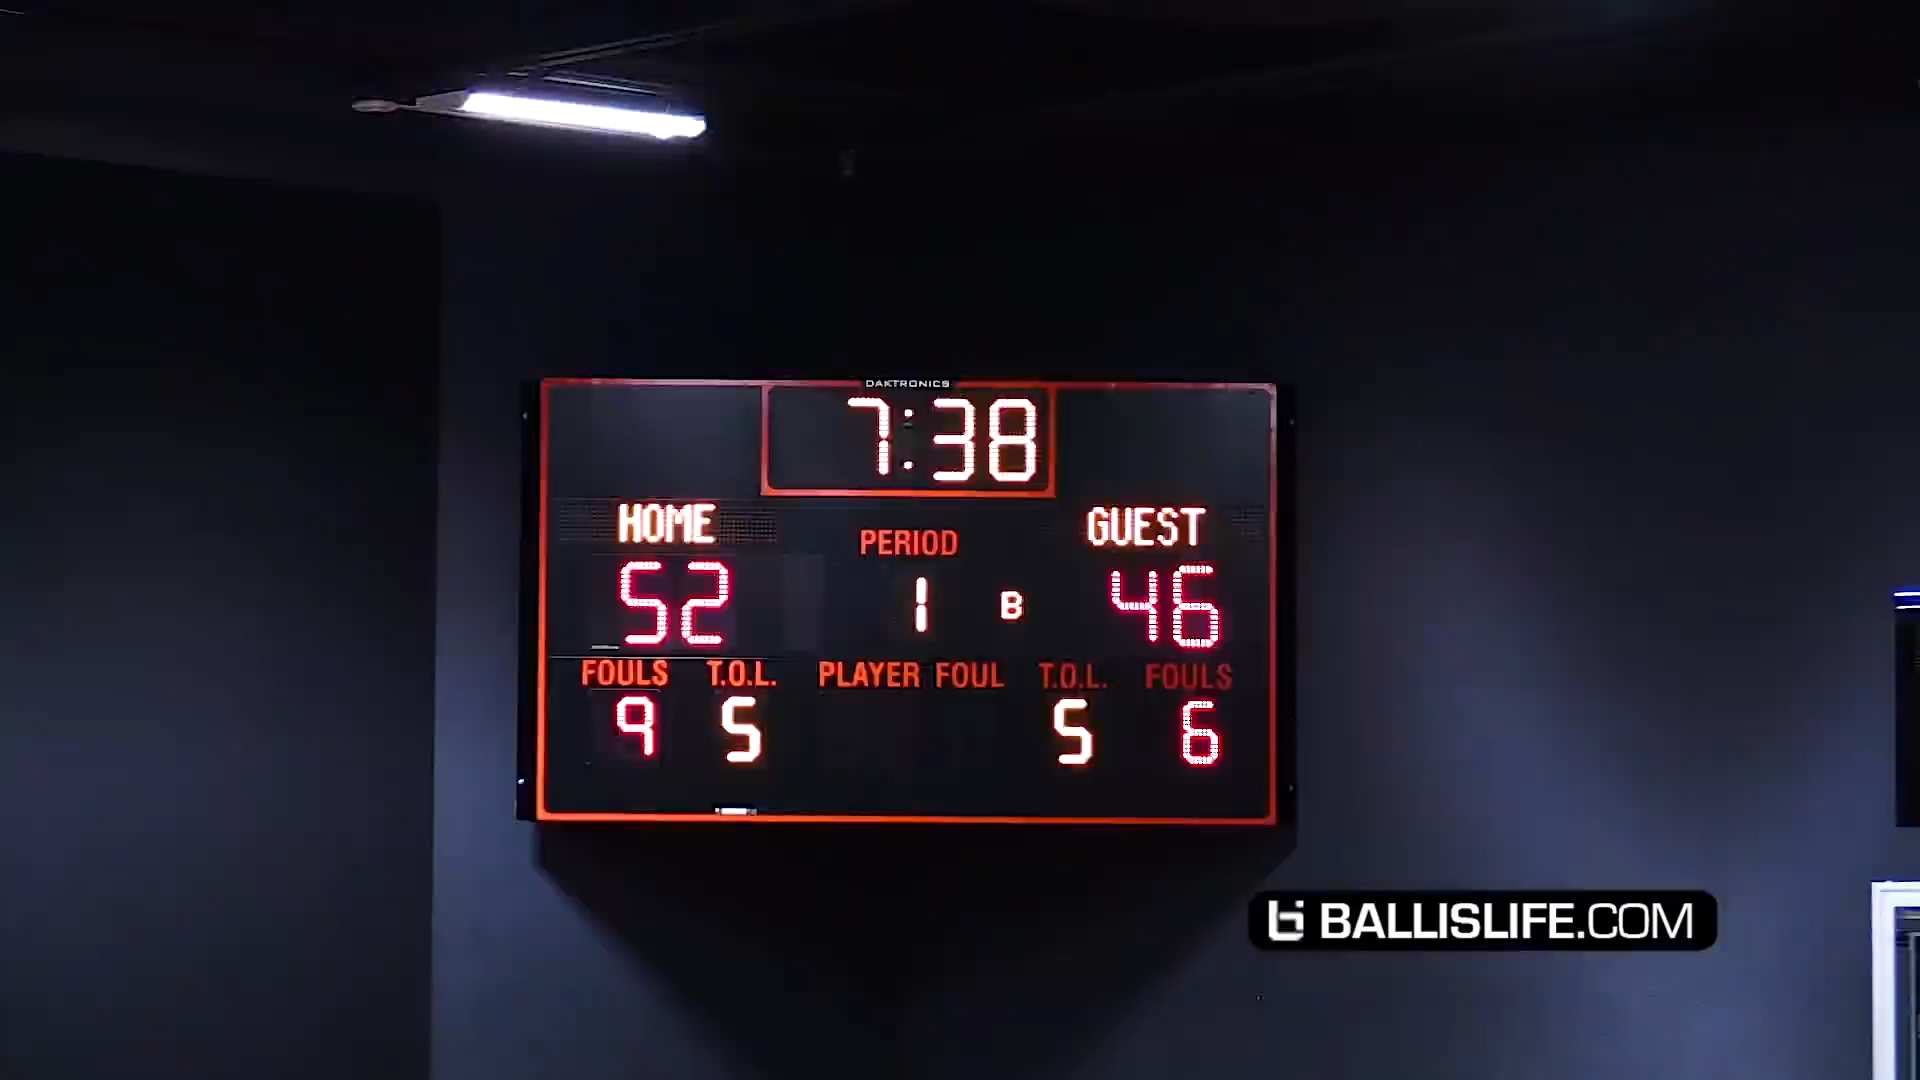 DAKTRONICS
7:38
HOME
PERIOD
GUEST
52
1
B
46
FOULS T.O.L. PLAYER FOUL T.O.L. FOULS
9 5 5 6
BALLISLIFE.COM